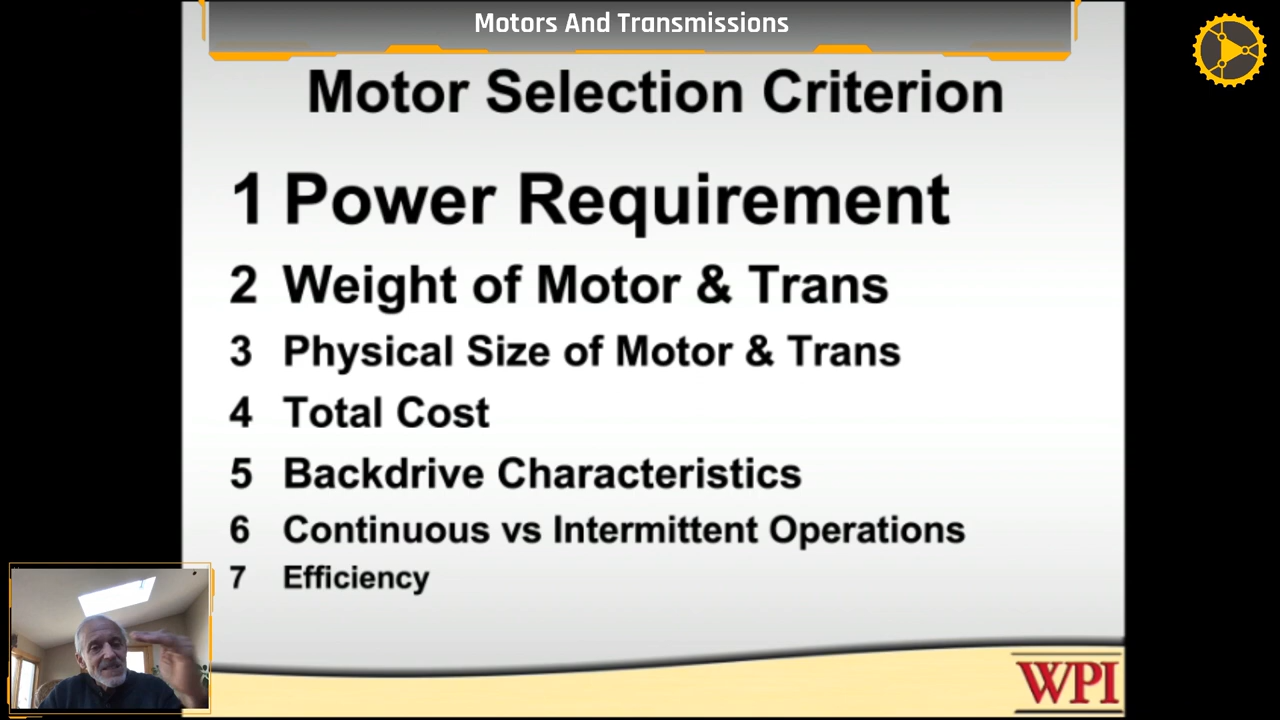 Motors And Transmissions
Motor Selection Criterion
1 Power Requirement
2 Weight of Motor & Trans
3 Physical Size of Motor & Trans
4 Total Cost
5 Backdrive Characteristics
6 Continuous vs Intermittent Operations
7 Efficiency
WPI